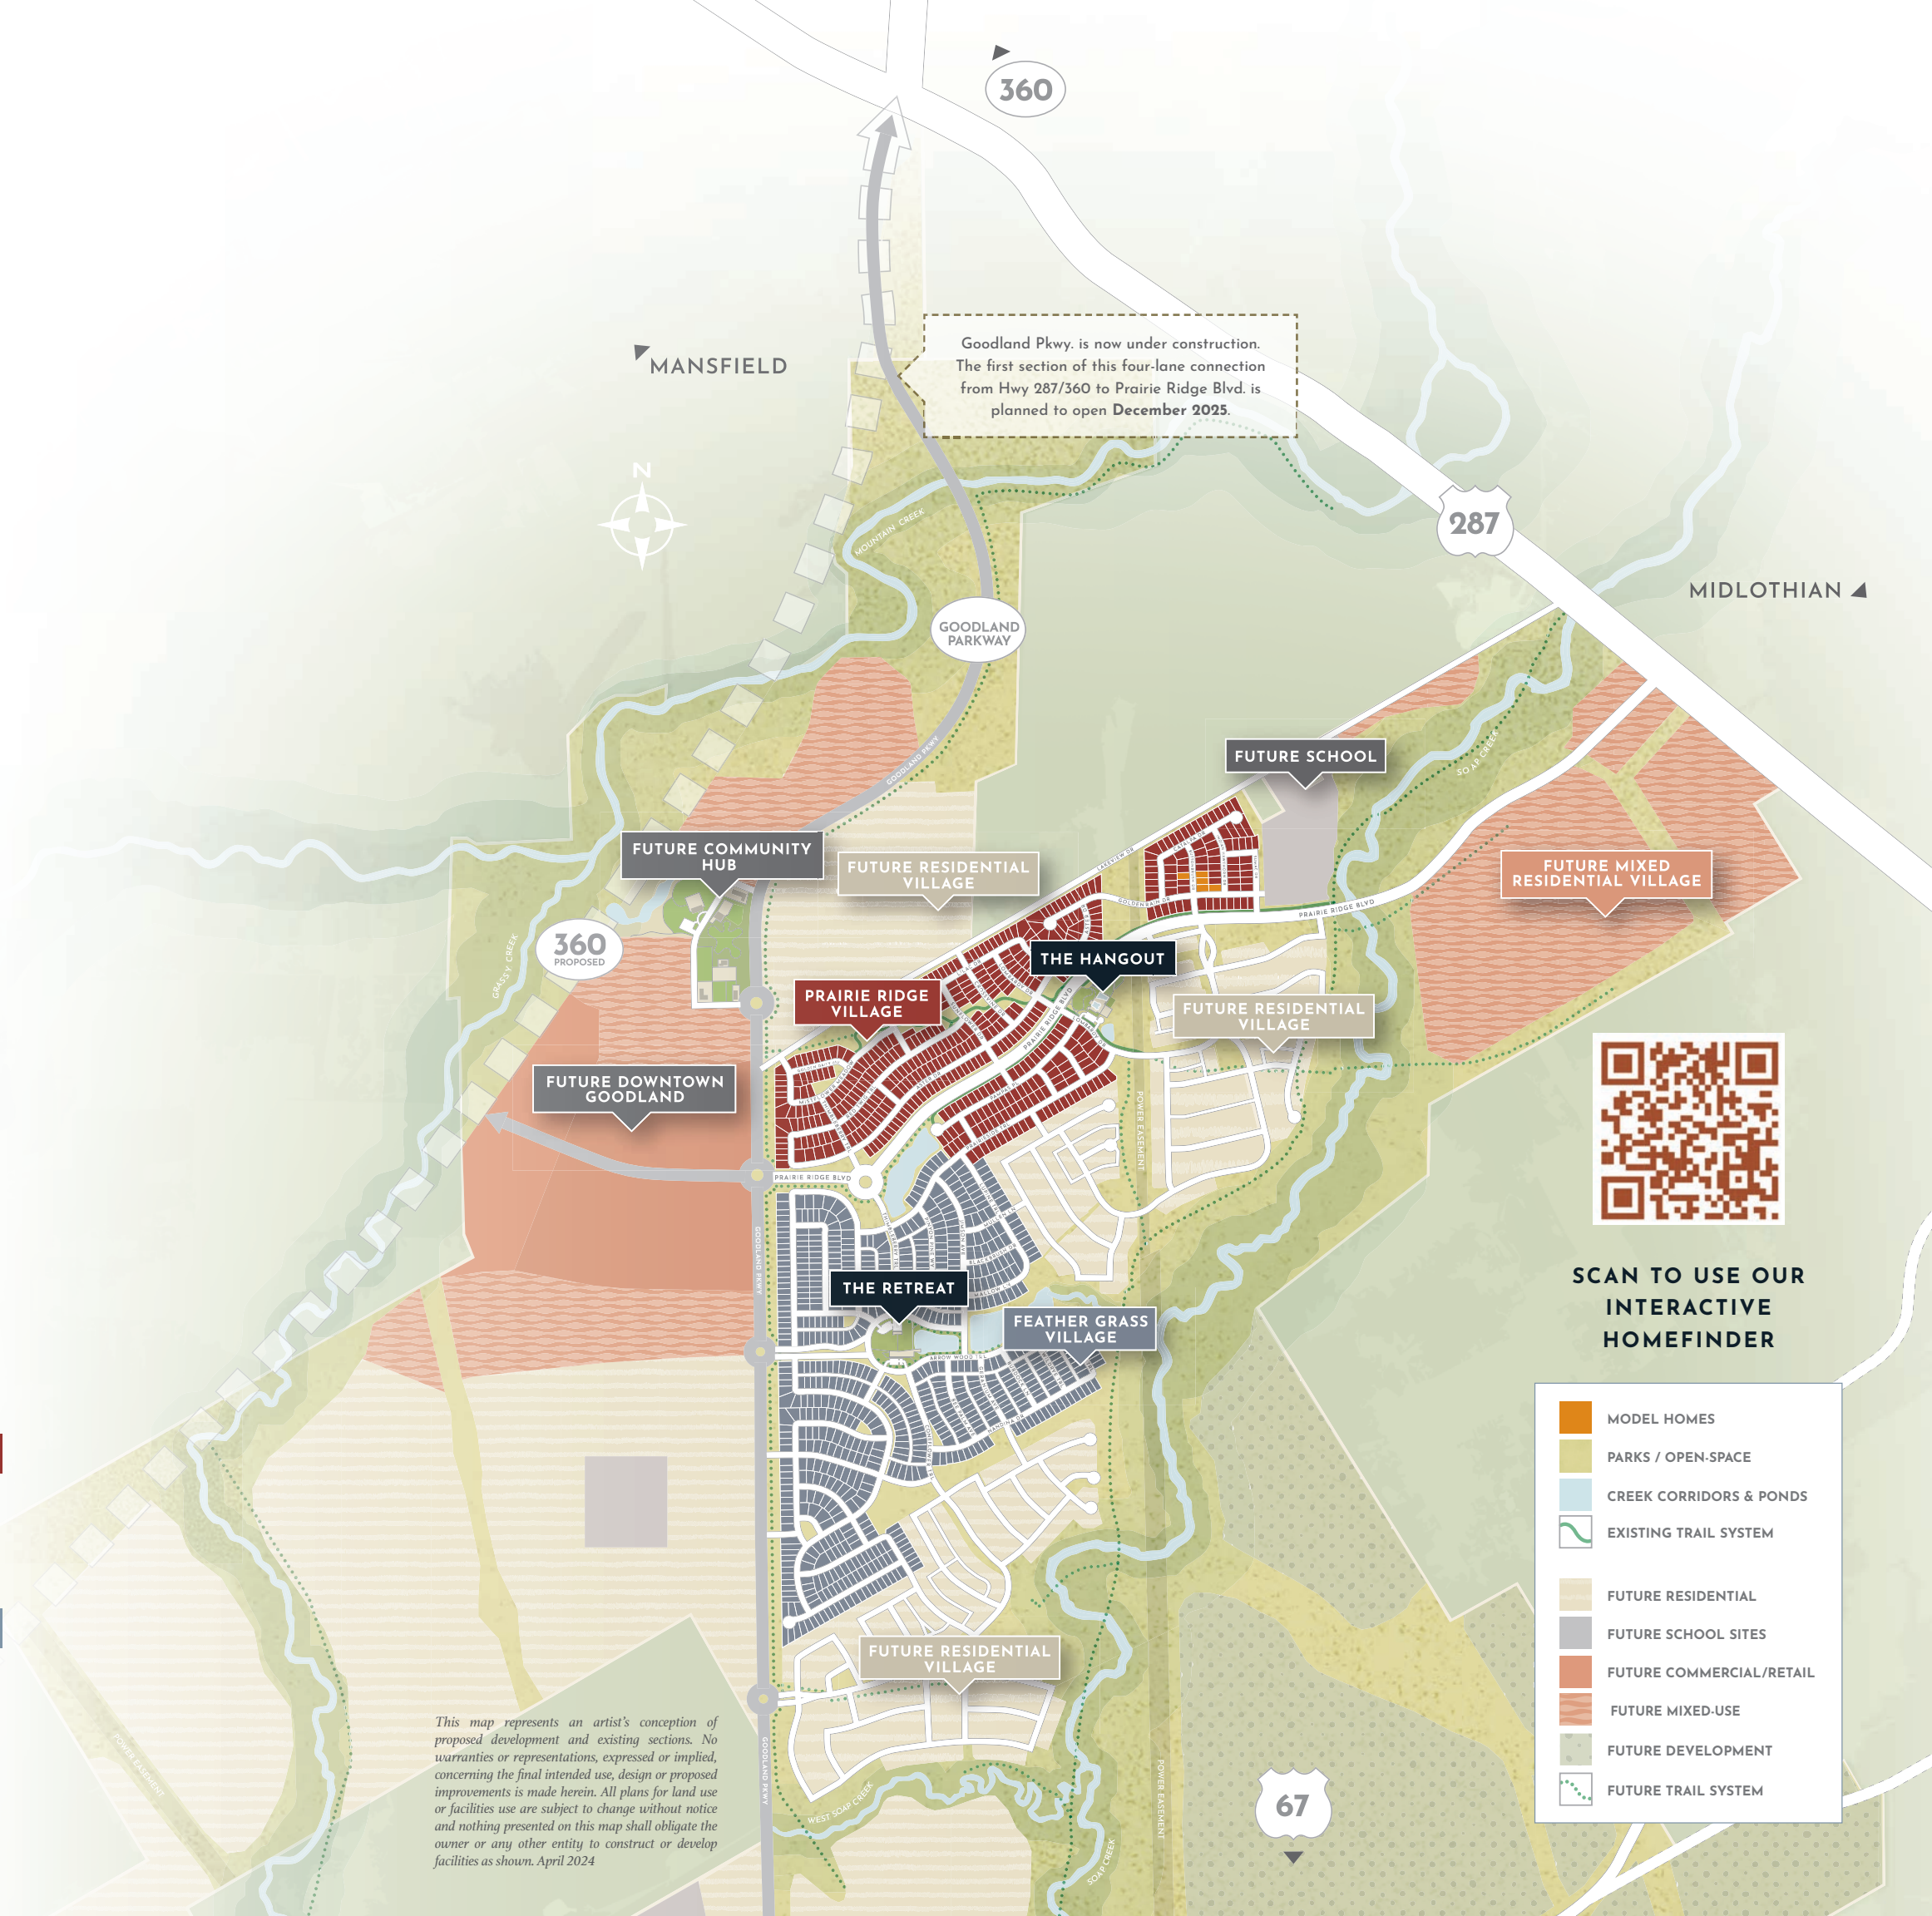 360
Goodland Pkwy. is now under construction.
The first section of this four-lane connection
from Hwy 287/360 to Prairie Ridge Blvd. is
planned to open December 2025.
MANSFIELD
N
MOUNTAIN CREEK
287
MIDLOTHIAN
GOODLAND
PARKWAY
GOODLAND PKWY
SOAP CREEK
FUTURE SCHOOL
FUTURE COMMUNITY
HUB
FUTURE RESIDENTIAL
VILLAGE
LAKEVIEW DR
FUTURE MIXED
RESIDENTIAL VILLAGE
GOLDENRAIN DR
PRAIRIE RIDGE BLVD
360
PROPOSED
GRASSY CREEK
THE HANGOUT
PRAIRIE RIDGE
VILLAGE
FUTURE RESIDENTIAL
VILLAGE
PRAIRIE RIDGE BLVD
FUTURE DOWNTOWN
GOODLAND
POWER EASEMENT
PRAIRIE RIDGE BLVD
GOODLAND PKWY
THE RETREAT
FEATHER GRASS
VILLAGE
ARROW WOOD TRL
SCAN TO USE OUR
INTERACTIVE
HOMEFINDER
MODEL HOMES
PARKS / OPEN-SPACE
CREEK CORRIDORS & PONDS
EXISTING TRAIL SYSTEM
FUTURE RESIDENTIAL
FUTURE SCHOOL SITES
FUTURE COMMERCIAL/RETAIL
FUTURE MIXED-USE
FUTURE DEVELOPMENT
FUTURE TRAIL SYSTEM
FUTURE RESIDENTIAL
VILLAGE
This map represents an artist's conception of
proposed development and existing sections. No
warranties or representations, expressed or implied,
concerning the final intended use, design or proposed
improvements is made herein. All plans for land use
or facilities use are subject to change without notice
and nothing presented on this map shall obligate the
owner or any other entity to construct or develop
facilities as shown. April 2024
POWER EASEMENT
GOODLAND PKWY
WEST SOAP CREEK
POWER EASEMENT
SOAP CREEK
67